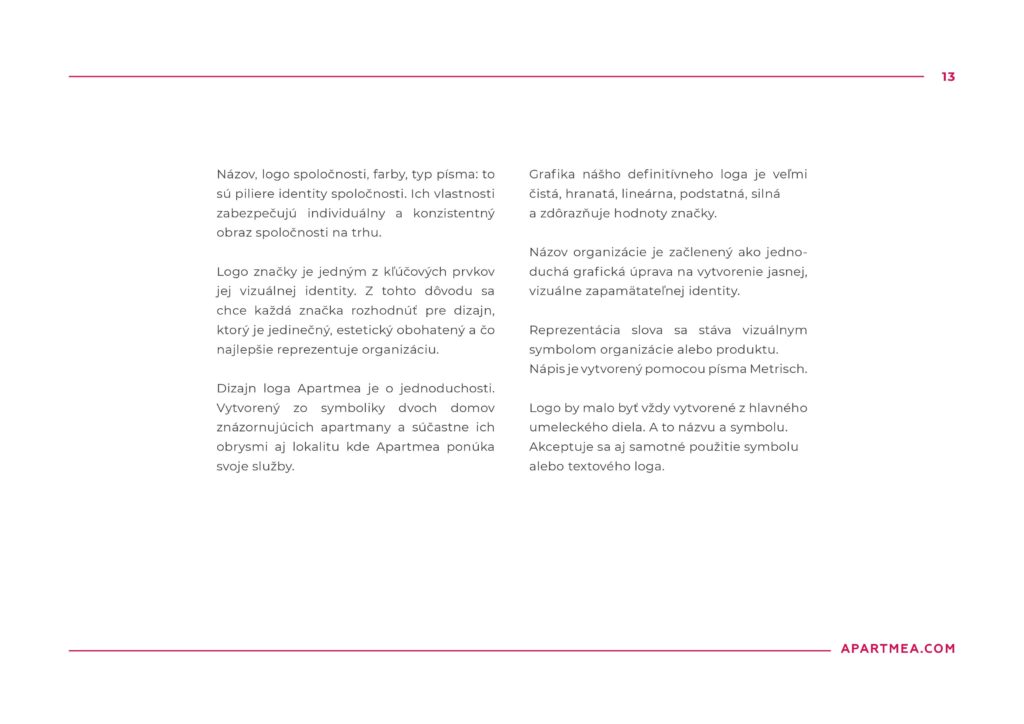 13
Názov, logo spoločnosti, farby, typ písma: to
sú piliere identity spoločnosti. Ich vlastnosti
zabezpečujú individuálny a konzistentný
obraz spoločnosti na trhu.
Logo značky je jedným z kľúčových prvkov
jej vizuálnej identity. Z tohto dôvodu sa
chce každá značka rozhodnúť pre dizajn,
ktorý je jedinečný, estetický obohatený a čo
najlepšie reprezentuje organizáciu.
Dizajn loga Apartmea je o jednoduchosti.
Vytvorený zo symboliky dvoch domov
znázornujúcich apartmany a súčastne ich
obrysmi aj lokalitu kde Apartmea ponúka
svoje služby.
Grafika nášho definitívneho loga je veľmi
čistá, hranatá, lineárna, podstatná, silná
a zdôrazňuje hodnoty značky.
Názov organizácie je začlenený ako jedno-
duchá grafická úprava na vytvorenie jasnej,
vizuálne zapamätateľnej identity.
Reprezentácia slova sa stáva vizuálnym
symbolom organizácie alebo produktu.
Nápis je vytvorený pomocou písma Metrisch.
Logo by malo byť vždy vytvorené z hlavného
umeleckého diela. A to názvu a symbolu.
Akceptuje sa aj samotné použitie symbolu
alebo textového loga.
APARTMEA.COM